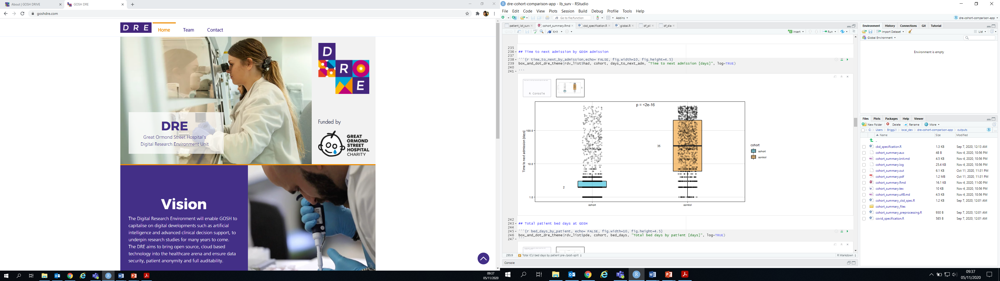 About | GOSH DRIVE
GOSH DRE
goshdre.com
DRE
Home
Team
Contact
D
R O
E
Funded by
GREAT
ORMOND
STREET
HOSPITAL
CHARITY
DRE
Great Ormond Street Hospital's
Digital Research Environment Unit
Vision
The Digital Research Environment will enable GOSH to
capitalise on digital developments such as artificial
intelligence and advanced clinical decision support, to
underpin research studies for many years to come.
The DRE aims to bring open source, cloud based
technology into the healthcare arena and ensure data
security, patient anonymity and full auditability.
09:37
05/11/2020
dre-cohort-comparison-app - lb_surv - RStudio
File Edit Code View Plots Session Build Debug Profile Tools Help
Go to file/function
Addins
dre-cohort-comparison-app
patient_list_surv
cohort_summary.Rmd
ckd_specification.R
global.R
df_pli
df_dia
Knit
Insert
Run
235
236 ## Time to next admission by GOSH admission
237
238 ```{r time_to_next_by_admission,echo= FALSE, fig.width=10, fig.height=4.5}
239 box_and_dot_dre_theme(rdv_list$had, cohort, days_to_next_adm, "Time to next admission [days]", log=TRUE)
240
241 ```
R Console
p = <2e-16
Time to next admission [days]
100.0
10.0
1.0
2
35
cohort
control
cohort
cohort
control
242
243 ## Total patient bed days at GOSH
244
245 ```{r bed_days_by_patient, echo= FALSE, fig.width=10, fig.height=4.5}
246 box_and_dot_dre_theme(rdv_list$pde, cohort, bed_days, "Total bed days by patient [days]", log=TRUE)
247 ```
295:9
Total ICU bed days by patient pre-/post-split
R Markdown
Console
Environment History Connections Git Tutorial
Import Dataset
List
Global Environment
Environment is empty
Files Plots Packages Help Viewer
New Folder Delete Rename More
C: Users BriggL1 local_dev dre-cohort-comparison-app outputs
Name Size Modified
..
ckd_specification.R 1.3 KB Sep 7, 2020, 12:13 AM
cohort_summary.aux 48 B Nov 4, 2020, 10:56 PM
cohort_summary.knit.md 4.5 KB Nov 4, 2020, 10:56 PM
cohort_summary.log 25.4 KB Nov 4, 2020, 10:56 PM
cohort_summary.out 6.1 KB Oct 11, 2020, 11:31 PM
cohort_summary.pdf 1.2 MB Oct 11, 2020, 11:31 PM
cohort_summary.Rmd 16.1 KB Nov 4, 2020, 11:00 PM
cohort_summary.tex 10 KB Nov 4, 2020, 10:56 PM
cohort_summary.utf8.md 4.5 KB Nov 4, 2020, 10:56 PM
cohort_summary_ckd_spec.R 1.2 KB Sep 7, 2020, 12:01 AM
cohort_summary_files
cohort_summary_preprocessing.R 930 B Sep 7, 2020, 12:01 AM
covid_specification.R 585 B Sep 7, 2020, 12:01 AM
09:37
05/11/2020